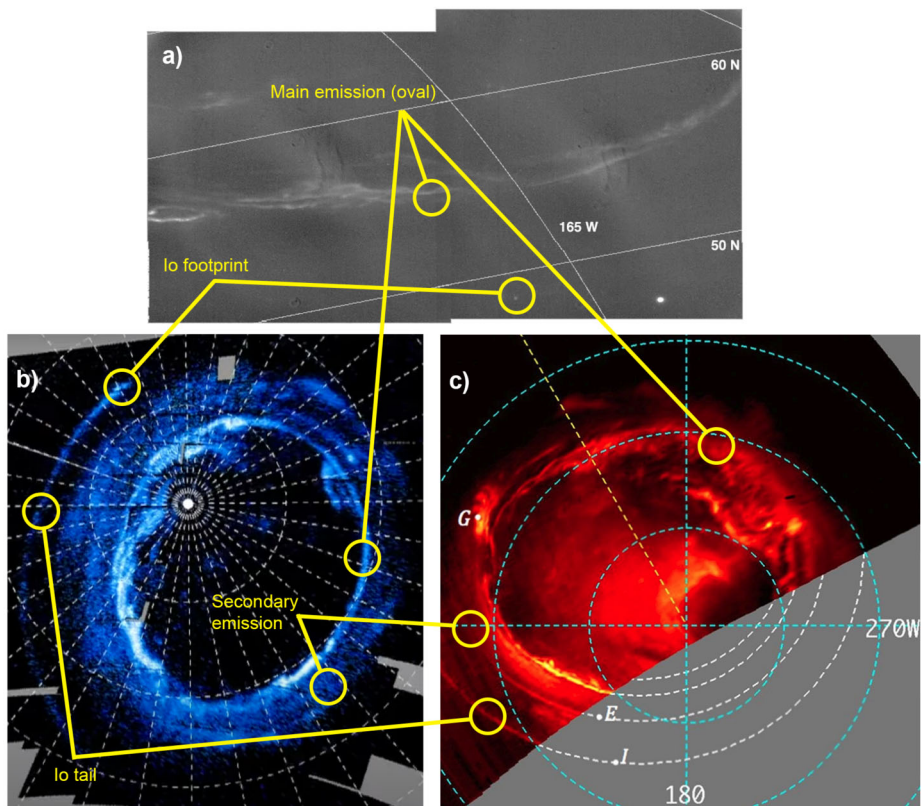 a)
60 N
Main emission (oval)
165 W
50 N
Io footprint
b)
c)
G
Secondary
emission
270W
E
I
Io tail
180